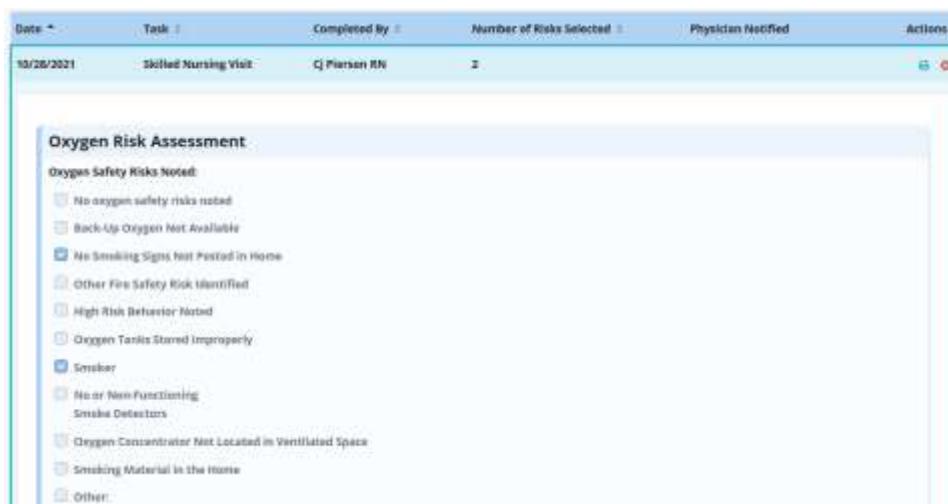 Date Task Completed By Number of Risks Selected Physician Notified Actions
10/28/2021 Skilled Nursing Visit CJ Pierson RN 2
Oxygen Risk Assessment
Oxygen Safety Risks Noted:
No oxygen safety risks noted
Back-Up Oxygen Not Available
No Smoking Signs Not Posted in Home
Other Fire Safety Risk Identified
High Risk Behavior Noted
Oxygen Tanks Stored Improperly
Smoker
No or Non-Functioning
Smoke Detectors
Oxygen Concentrator Not Located in Ventilated Space
Smoking Material in the Home
Other: